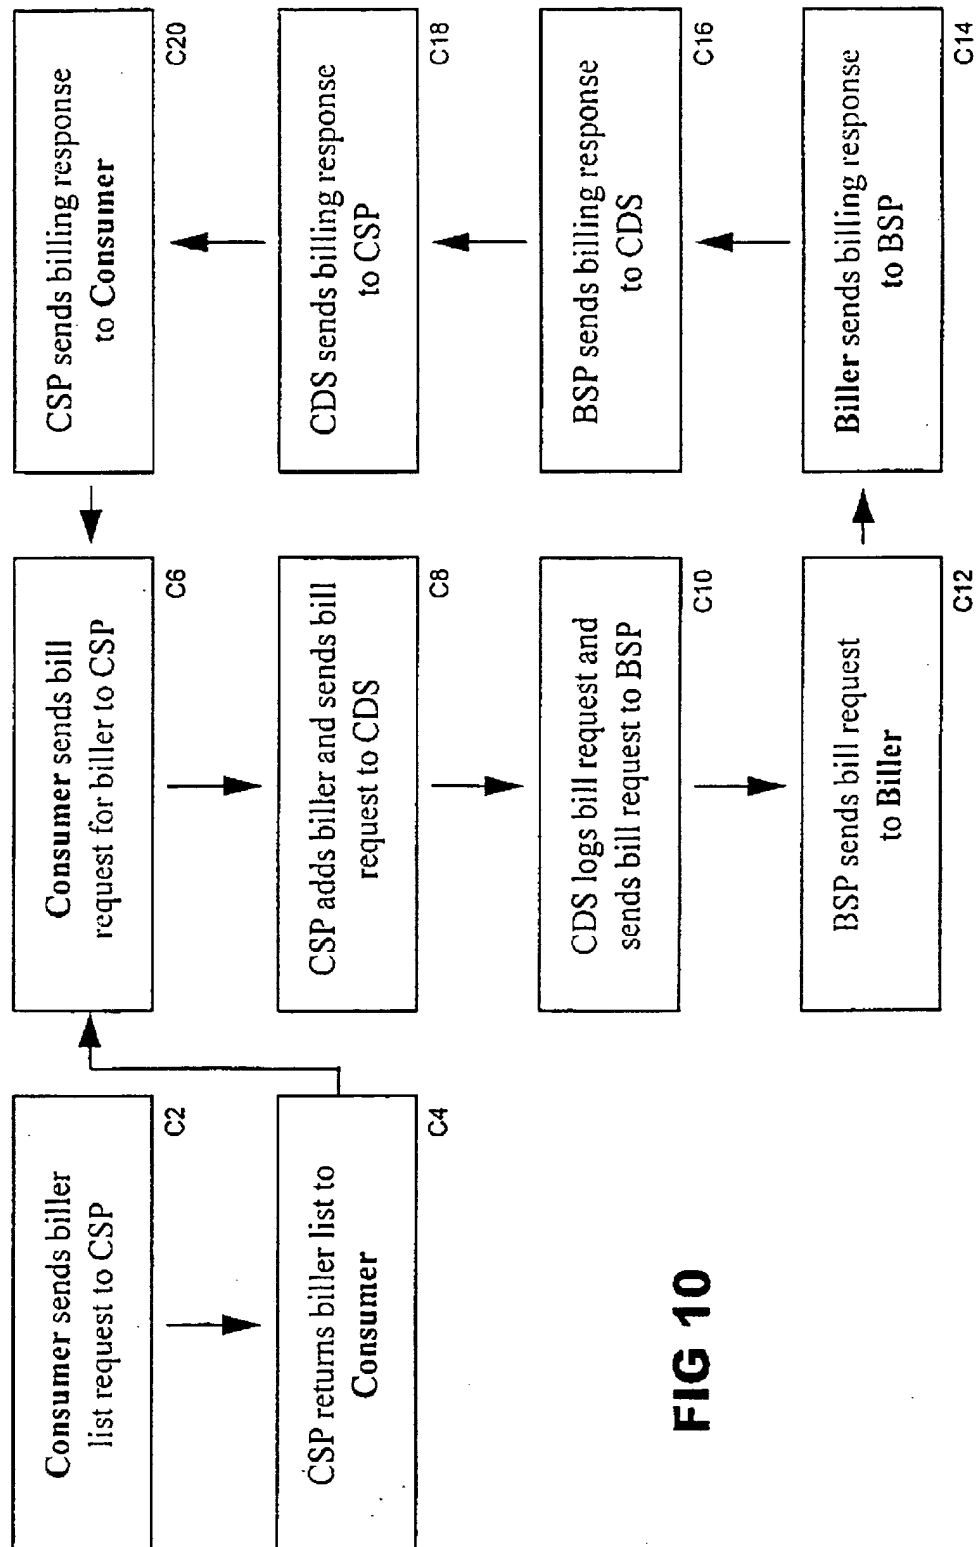 Consumer sends biller
list request to CSP
C2
CSP returns biller list to
Consumer
C4
Consumer sends bill
request for biller to CSP
C6
CSP adds biller and sends bill
request to CDS
C8
CDS logs bill request and
sends bill request to BSP
C10
BSP sends bill request
to Biller
C12
Biller sends billing response
to BSP
C14
BSP sends billing response
to CDS
C16
CDS sends billing response
to CSP
C18
CSP sends billing response
to Consumer
C20
FIG 10